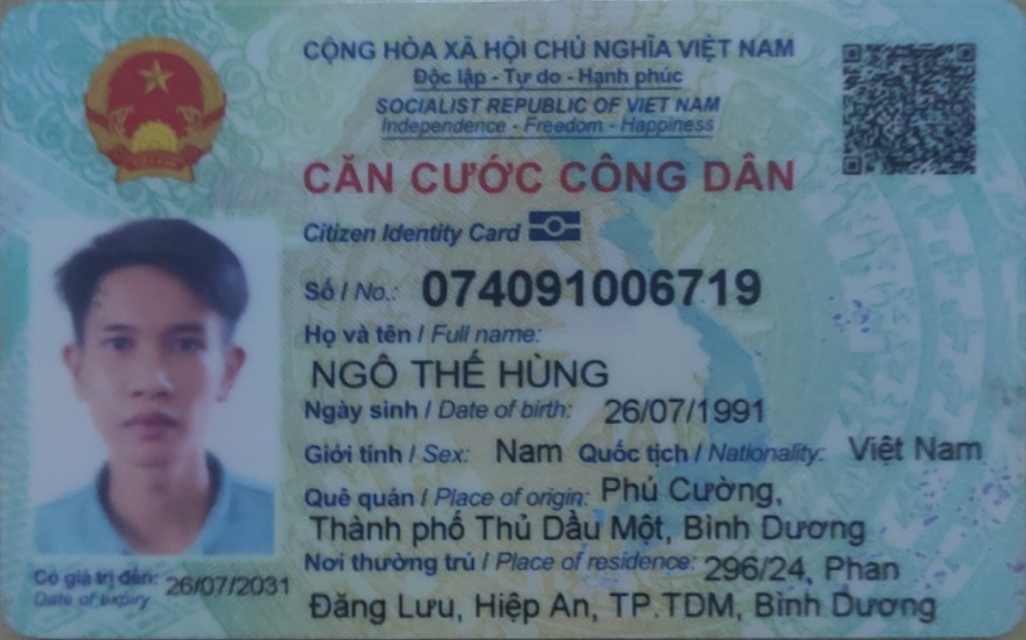 CỘNG HÒA XÃ HỘI CHỦ NGHĨA VIỆT NAM
Độc lập - Tự do - Hạnh phúc
SOCIALIST REPUBLIC OF VIET NAM
Independence - Freedom - Happiness
CĂN CƯỚC CÔNG DÂN
Citizen Identity Card
Số / No.: 074091006719
Họ và tên / Full name:
NGÔ THẾ HÙNG
Ngày sinh / Date of birth: 26/07/1991
Giới tính / Sex: Nam Quốc tịch / Nationality: Việt Nam
Quê quán / Place of origin: Phú Cường,
Thành phố Thủ Dầu Một, Bình Dương
Nơi thường trú / Place of residence: 296/24, Phan
Đăng Lưu, Hiệp An, TP.TDM, Bình Dương
Có giá trị đến: 26/07/2031
Date of expiry